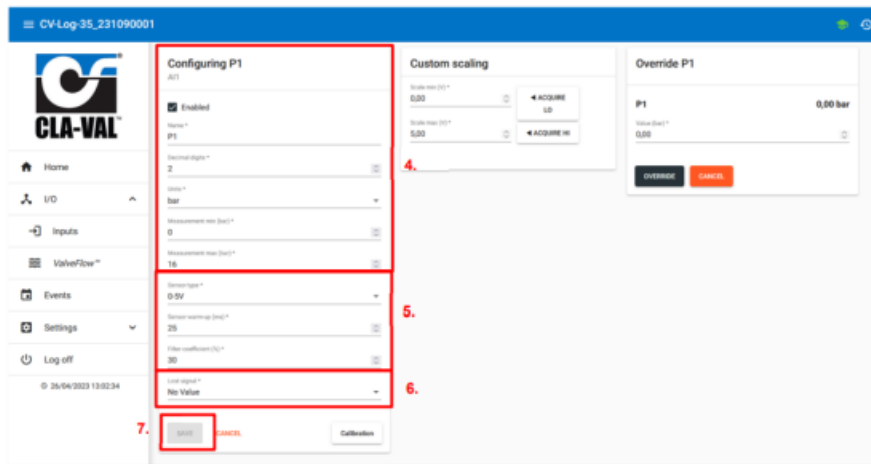 CV-Log-35_231090001
CLA-VAL
Home
I/O
Inputs
ValveFlow™
Events
Settings
Log off
© 26/04/2023 13:02:34
Configuring P1
AI1
Enabled
Name *
P1
Decimal digits *
2
Units *
bar
Measurement min (bar) *
0
Measurement max (bar) *
16
4.
Sensor type *
0-5V
Sensor warm-up (ms) *
25
Filter coefficient (%) *
30
5.
Lost signal *
No Value
6.
7.
SAVE
CANCEL
Calibration
Custom scaling
Scale min (V) *
0,00
◄ ACQUIRE
LO
Scale max (V) *
5,00
◄ ACQUIRE HI
Override P1
P1
0,00 bar
Value (bar) *
0,00
OVERRIDE
CANCEL